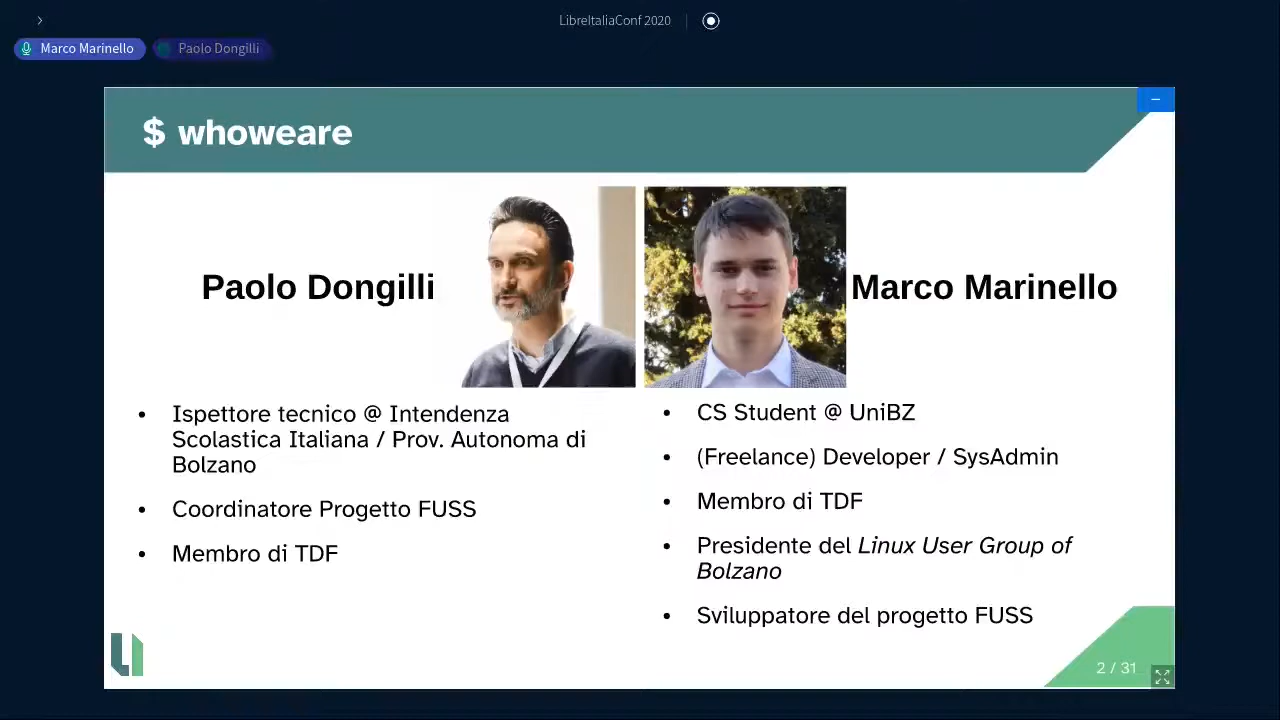 LibreItaliaConf 2020
Marco Marinello Paolo Dongilli
$ whoweare
Paolo Dongilli
Marco Marinello
• Ispettore tecnico @ Intendenza
Scolastica Italiana / Prov. Autonoma di
Bolzano
• Coordinatore Progetto FUSS
• Membro di TDF
• CS Student @ UniBZ
• (Freelance) Developer / SysAdmin
• Membro di TDF
• Presidente del Linux User Group of
Bolzano
• Sviluppatore del progetto FUSS
2 / 31